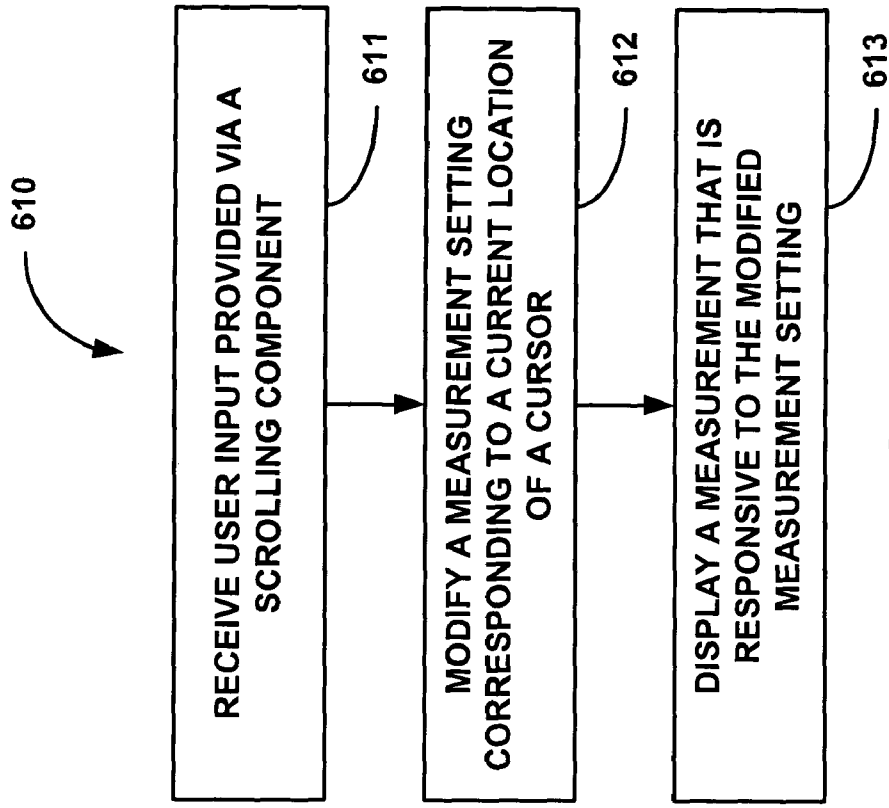 610
RECEIVE USER INPUT PROVIDED VIA A
SCROLLING COMPONENT
611
MODIFY A MEASUREMENT SETTING
CORRESPONDING TO A CURRENT LOCATION
OF A CURSOR
612
DISPLAY A MEASUREMENT THAT IS
RESPONSIVE TO THE MODIFIED
MEASUREMENT SETTING
613